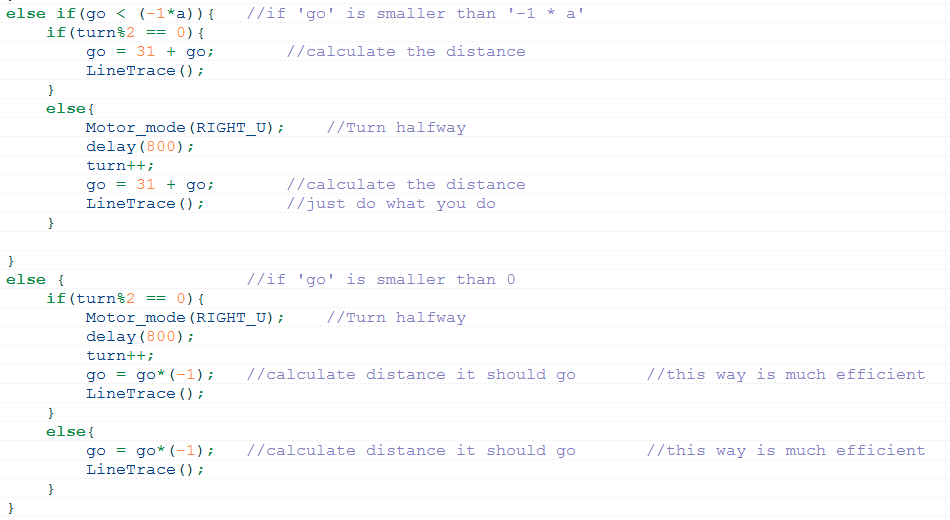 else if(go < (-1*a)){   //if 'go' is smaller than '-1 * a'
    if(turn%2 == 0){
        go = 31 + go;       //calculate the distance
        LineTrace();
    }
    else{
        Motor_mode(RIGHT_U);    //Turn halfway
        delay(800);
        turn++;
        go = 31 + go;       //calculate the distance
        LineTrace();        //just do what you do
    }

}
else {                  //if 'go' is smaller than 0
    if(turn%2 == 0){
        Motor_mode(RIGHT_U);    //Turn halfway
        delay(800);
        turn++;
        go = go*(-1);   //calculate distance it should go       //this way is much efficient
        LineTrace();
    }
    else{
        go = go*(-1);   //calculate distance it should go       //this way is much efficient
        LineTrace();
    }
}